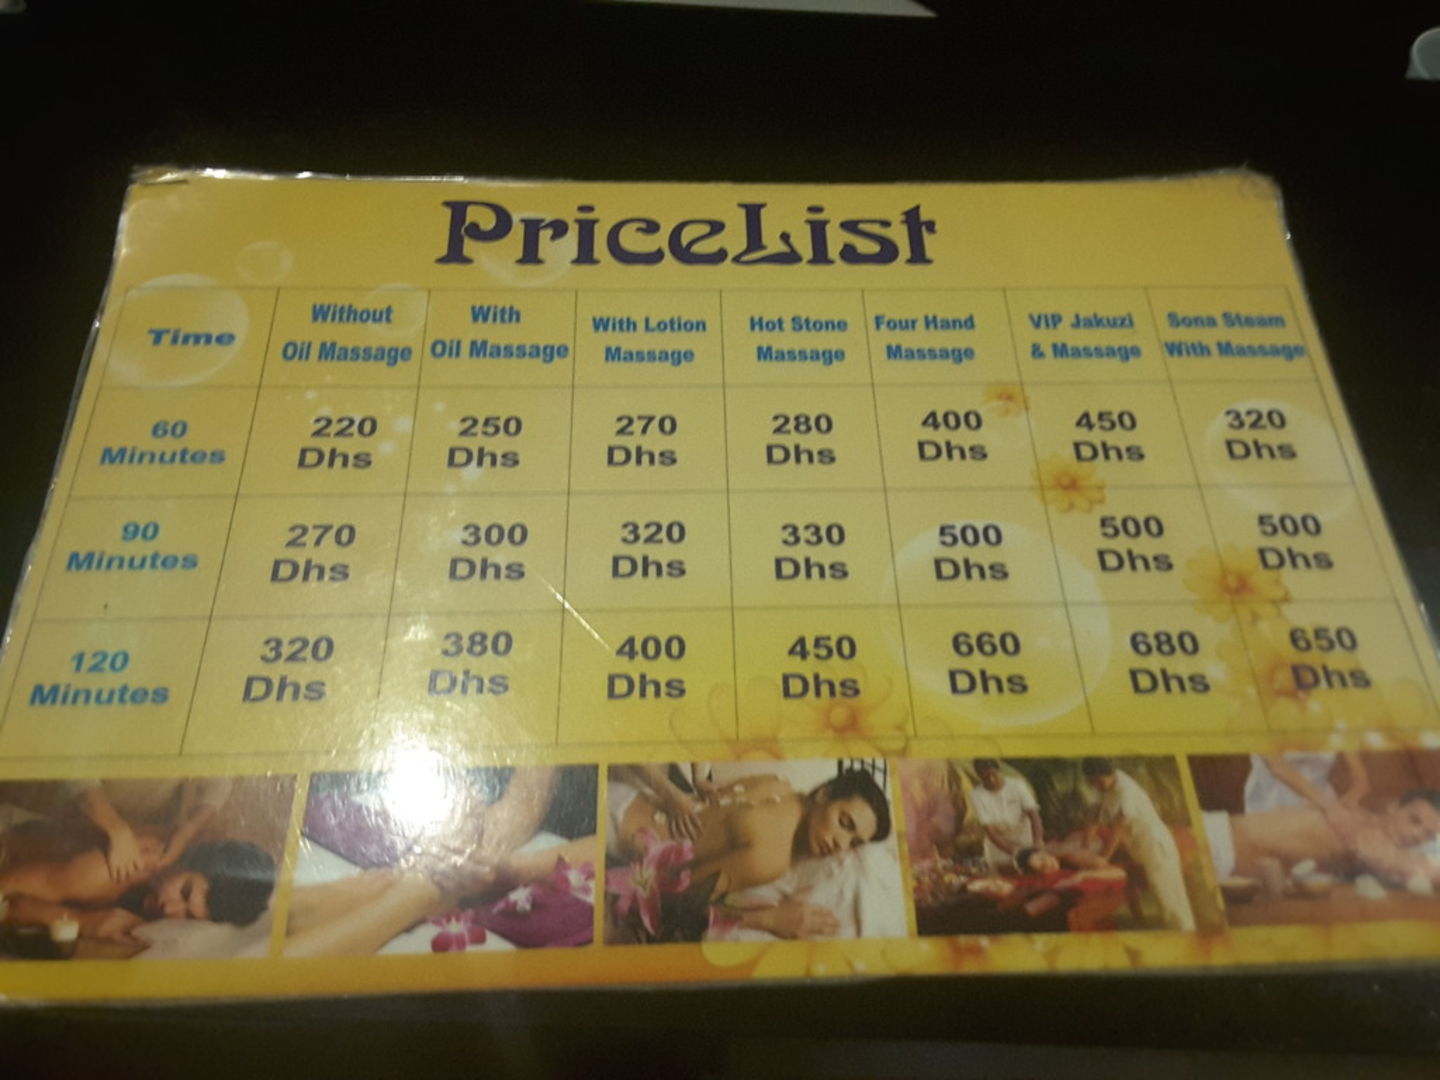 PriceList
Time Without Oil Massage With Oil Massage With Lotion Massage Hot Stone Massage Four Hand Massage VIP Jakuzi & Massage Sona Steam With Massage
60 Minutes 220 Dhs 250 Dhs 270 Dhs 280 Dhs 400 Dhs 450 Dhs 320 Dhs
90 Minutes 270 Dhs 300 Dhs 320 Dhs 330 Dhs 500 Dhs 500 Dhs 500 Dhs
120 Minutes 320 Dhs 380 Dhs 400 Dhs 450 Dhs 660 Dhs 680 Dhs 650 Dhs